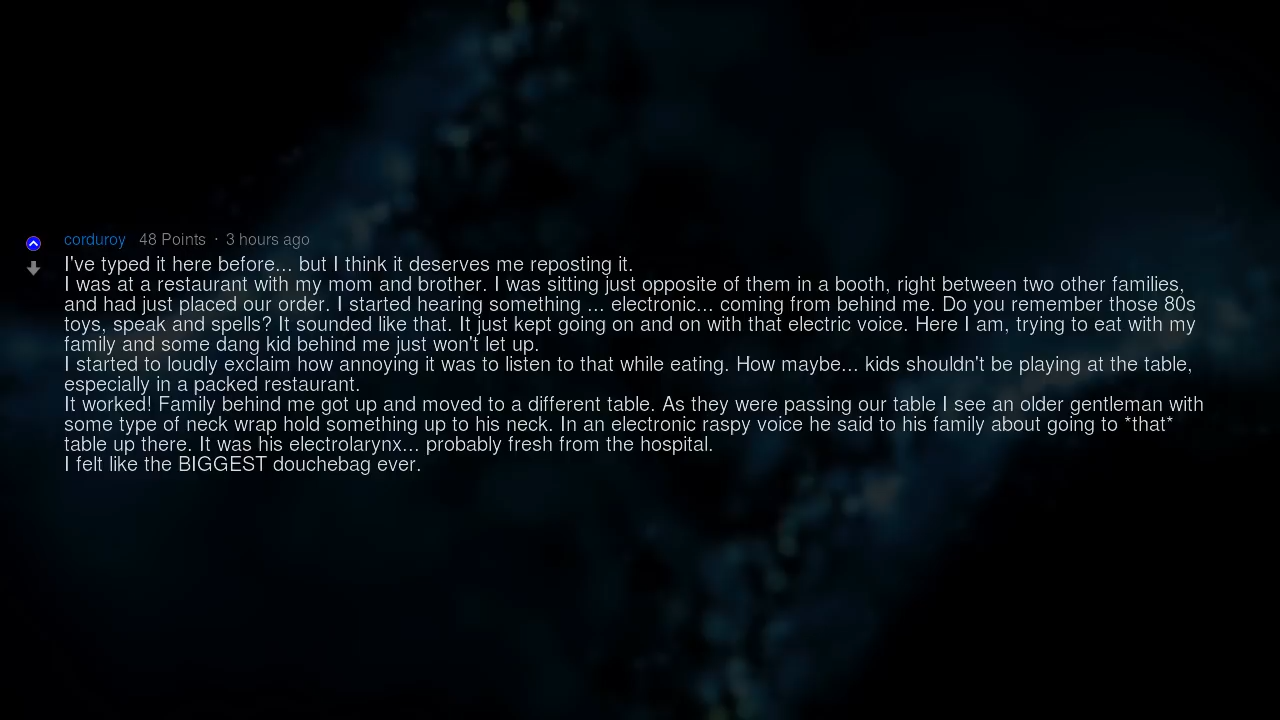 corduroy 48 Points · 3 hours ago
I've typed it here before... but I think it deserves me reposting it.
I was at a restaurant with my mom and brother. I was sitting just opposite of them in a booth, right between two other families,
and had just placed our order. I started hearing something ... electronic... coming from behind me. Do you remember those 80s
toys, speak and spells? It sounded like that. It just kept going on and on with that electric voice. Here I am, trying to eat with my
family and some dang kid behind me just won't let up.
I started to loudly exclaim how annoying it was to listen to that while eating. How maybe... kids shouldn't be playing at the table,
especially in a packed restaurant.
It worked! Family behind me got up and moved to a different table. As they were passing our table I see an older gentleman with
some type of neck wrap hold something up to his neck. In an electronic raspy voice he said to his family about going to *that*
table up there. It was his electrolarynx... probably fresh from the hospital.
I felt like the BIGGEST douchebag ever.